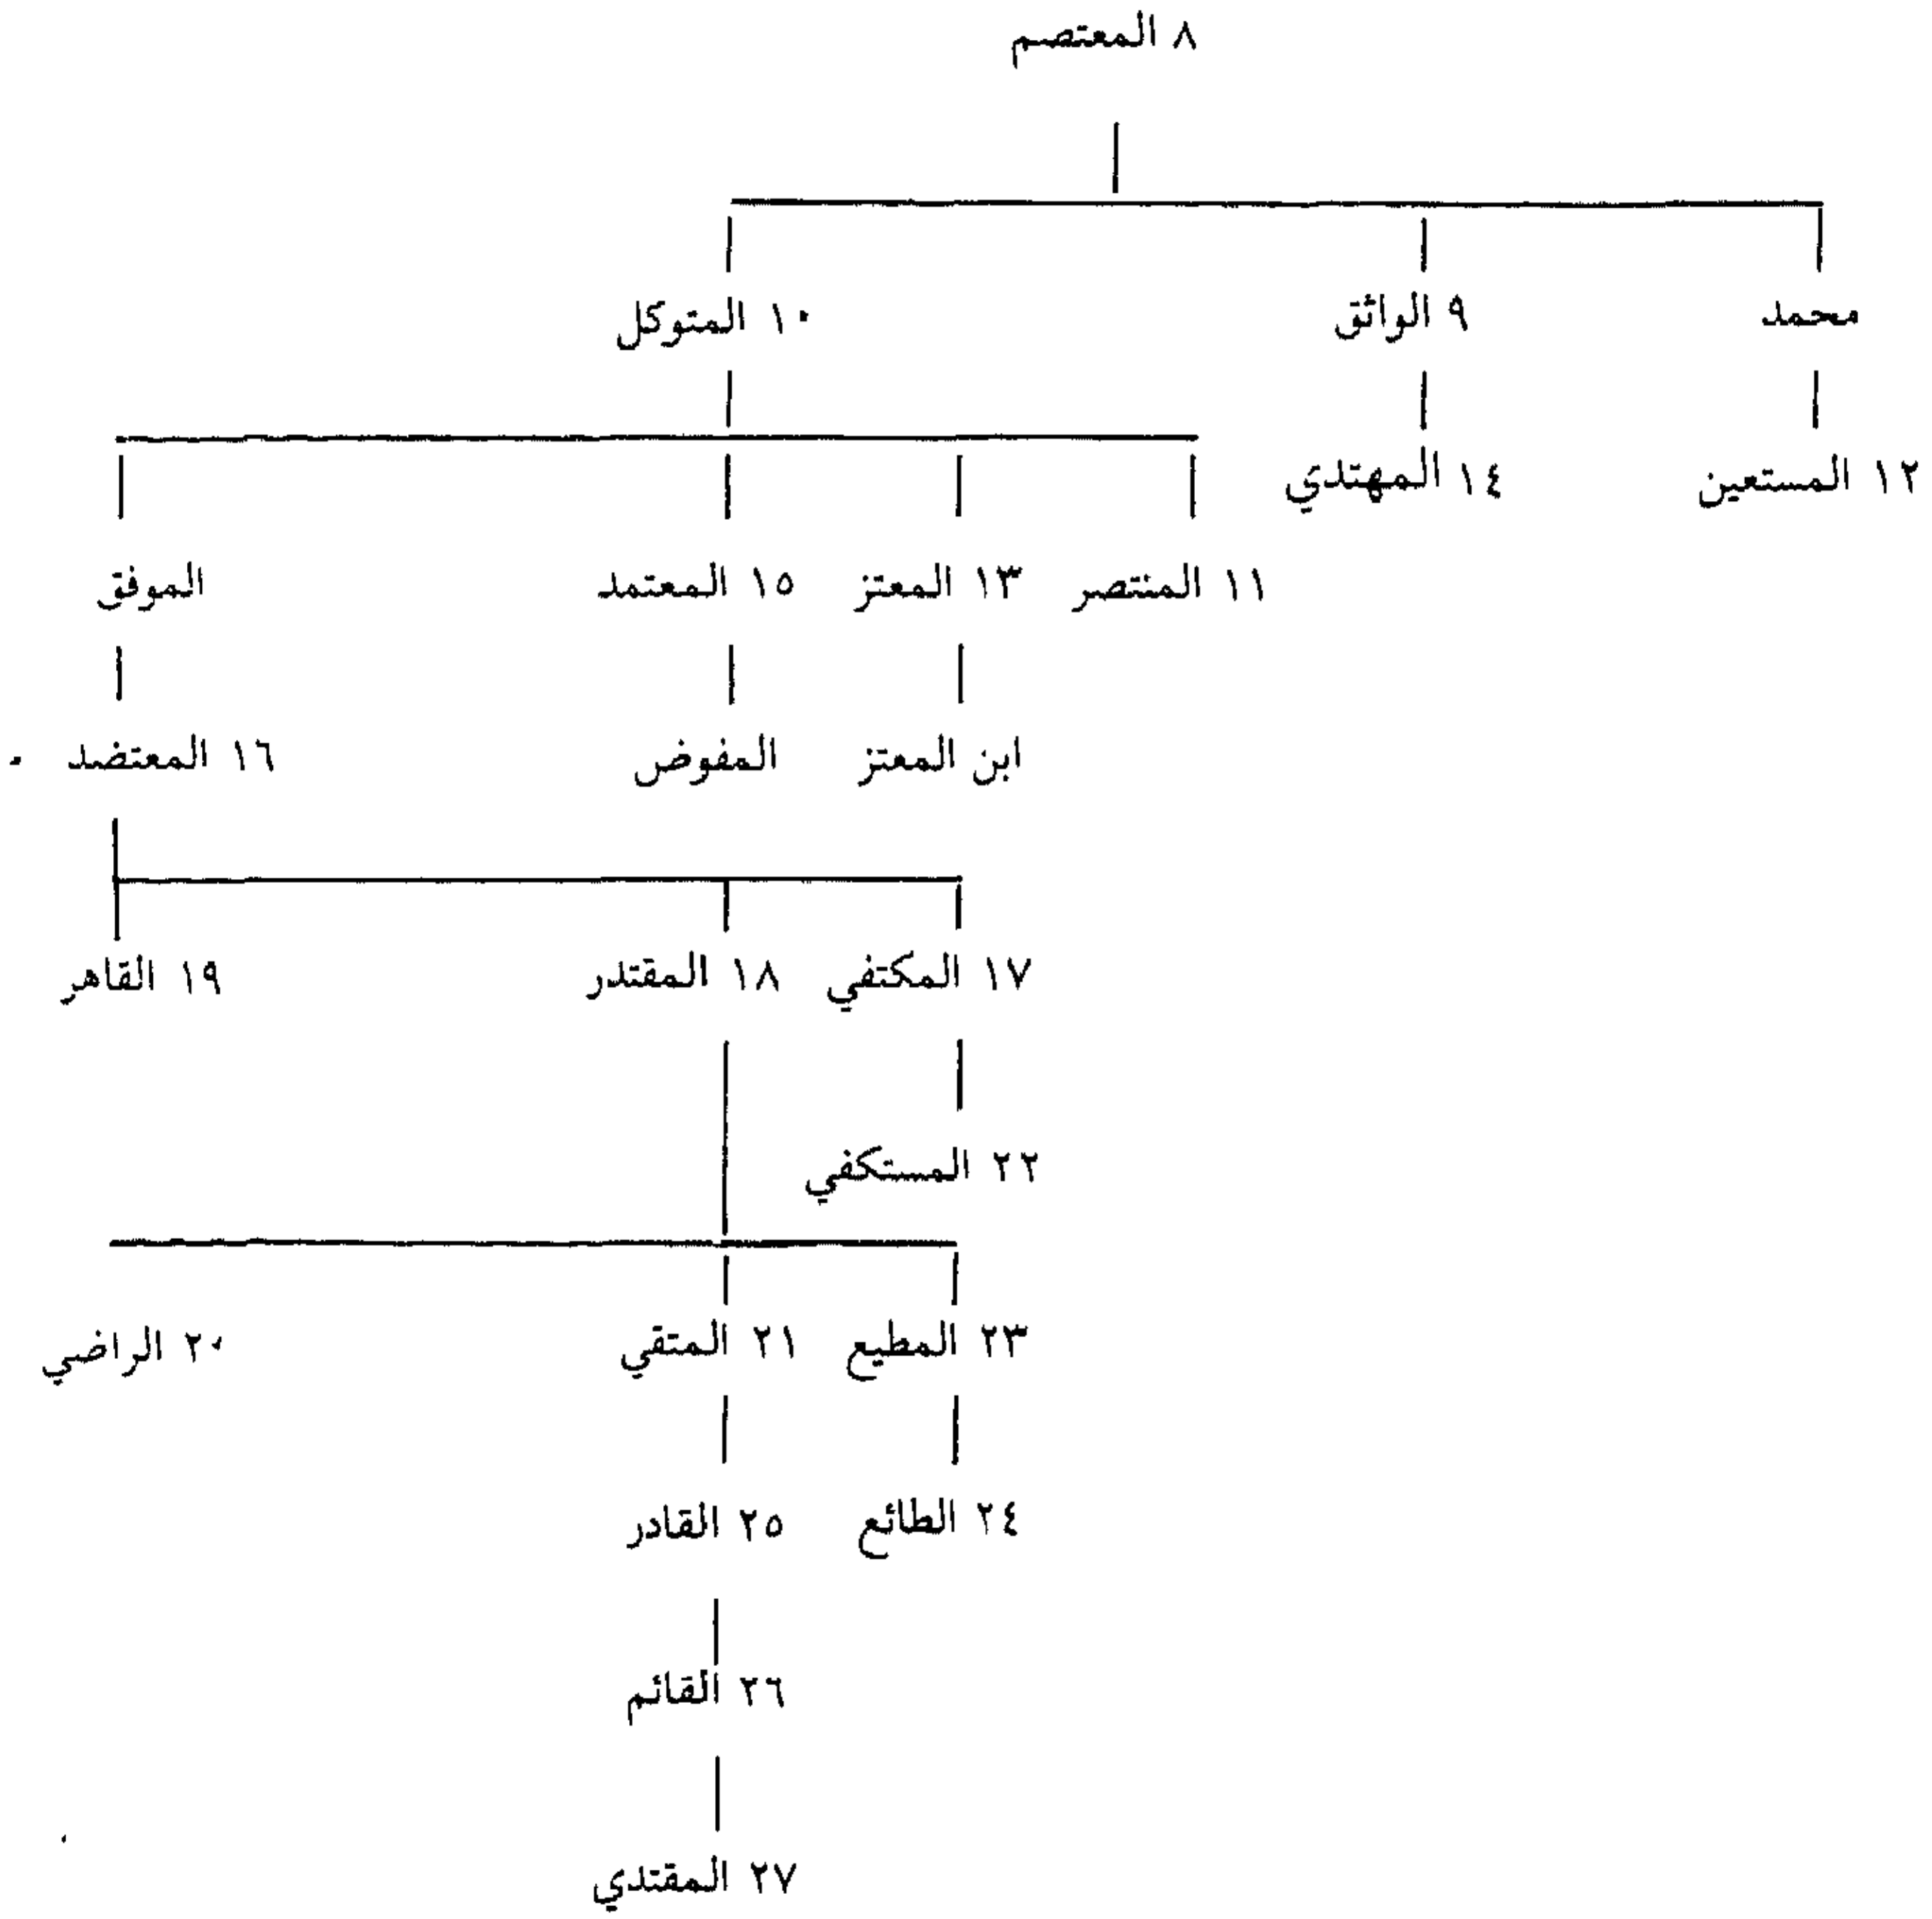 ٨ المعتصم
محمد
٩ الواثق
١٠ المتوكل
١٢ المستعين
١٤ المهتدي
١١ المنتصر
١٣ المعتز
١٥ المعتمد
الموفق
ابن المعتز
المفوض
١٦ المعتضد
١٧ المكتفي
١٨ المقتدر
١٩ القاهر
٢٢ المستكفي
٢٣ المطيع
٢١ المتقي
٢٠ الراضي
٢٤ الطائع
٢٥ القادر
٢٦ القائم
٢٧ المقتدي